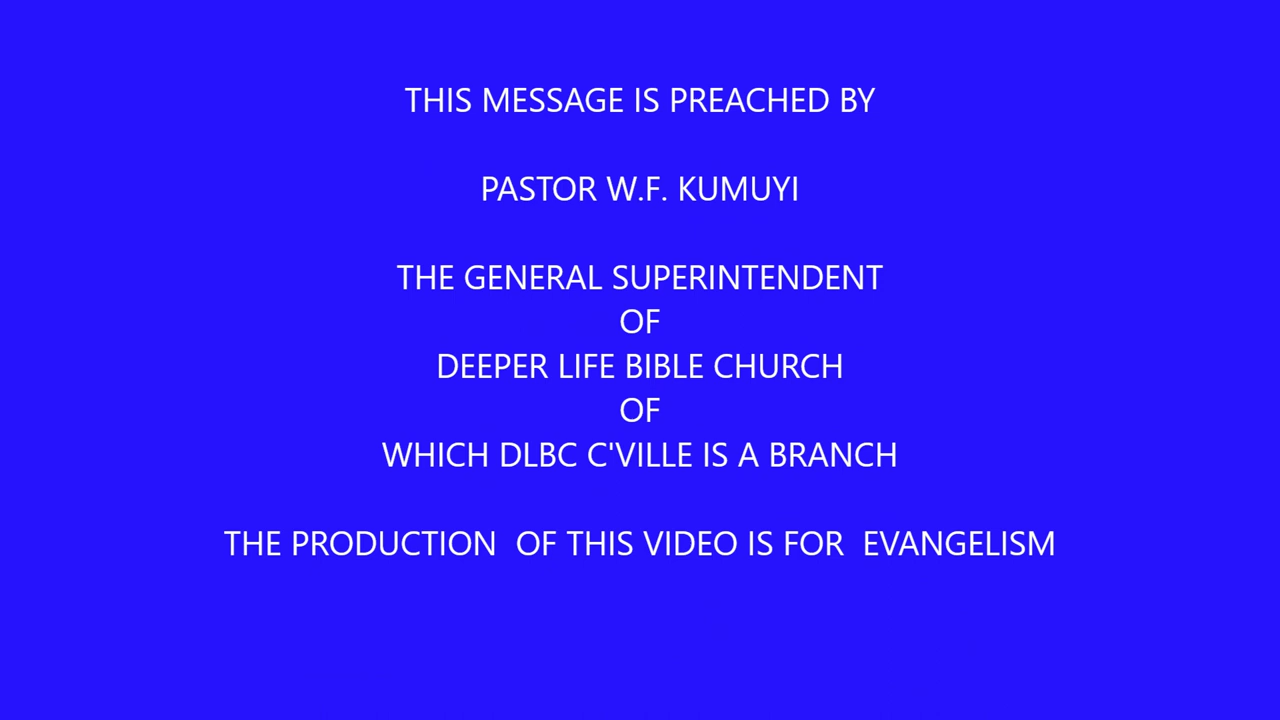 THIS MESSAGE IS PREACHED BY
PASTOR W.F. KUMUYI
THE GENERAL SUPERINTENDENT
OF
DEEPER LIFE BIBLE CHURCH
OF
WHICH DLBC C'VILLE IS A BRANCH
THE PRODUCTION  OF THIS VIDEO IS FOR  EVANGELISM